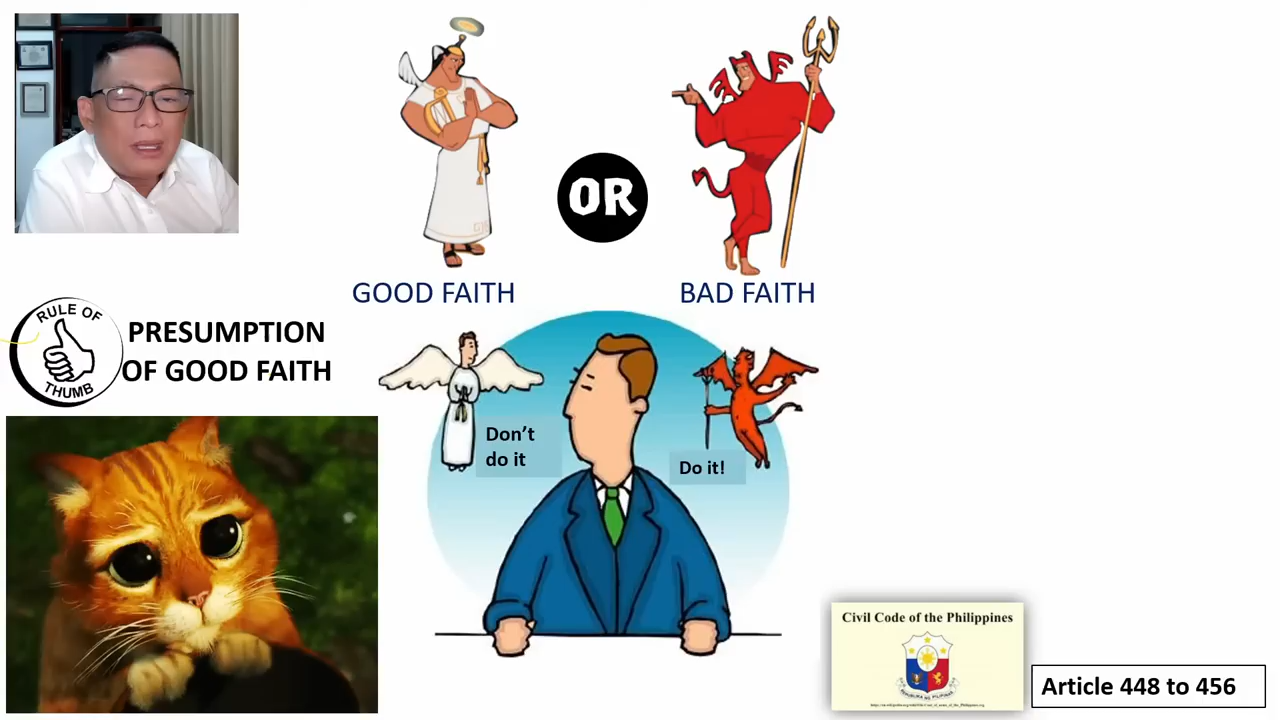 OR
GOOD FAITH
BAD FAITH
RULE OF
THUMB
PRESUMPTION
OF GOOD FAITH
Don’t
do it
Do it!
Civil Code of the Philippines
Article 448 to 456